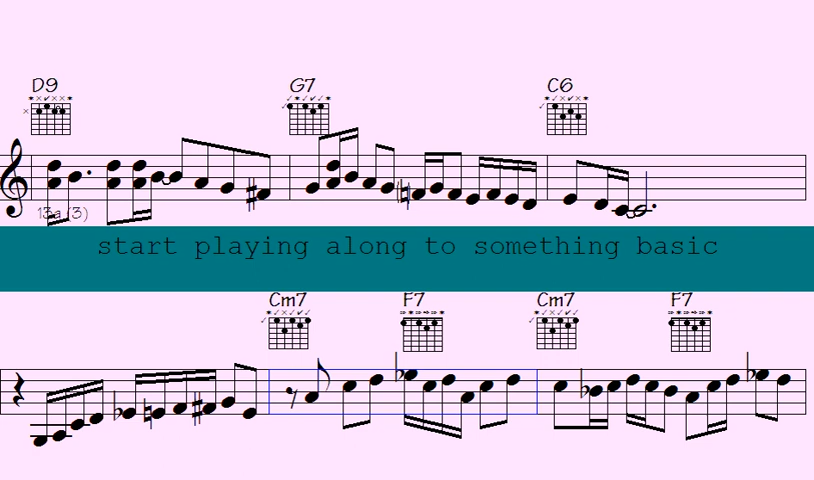 D9 G7 C6
13a (3)
start playing along to something basic
Cm7 F7 Cm7 F7